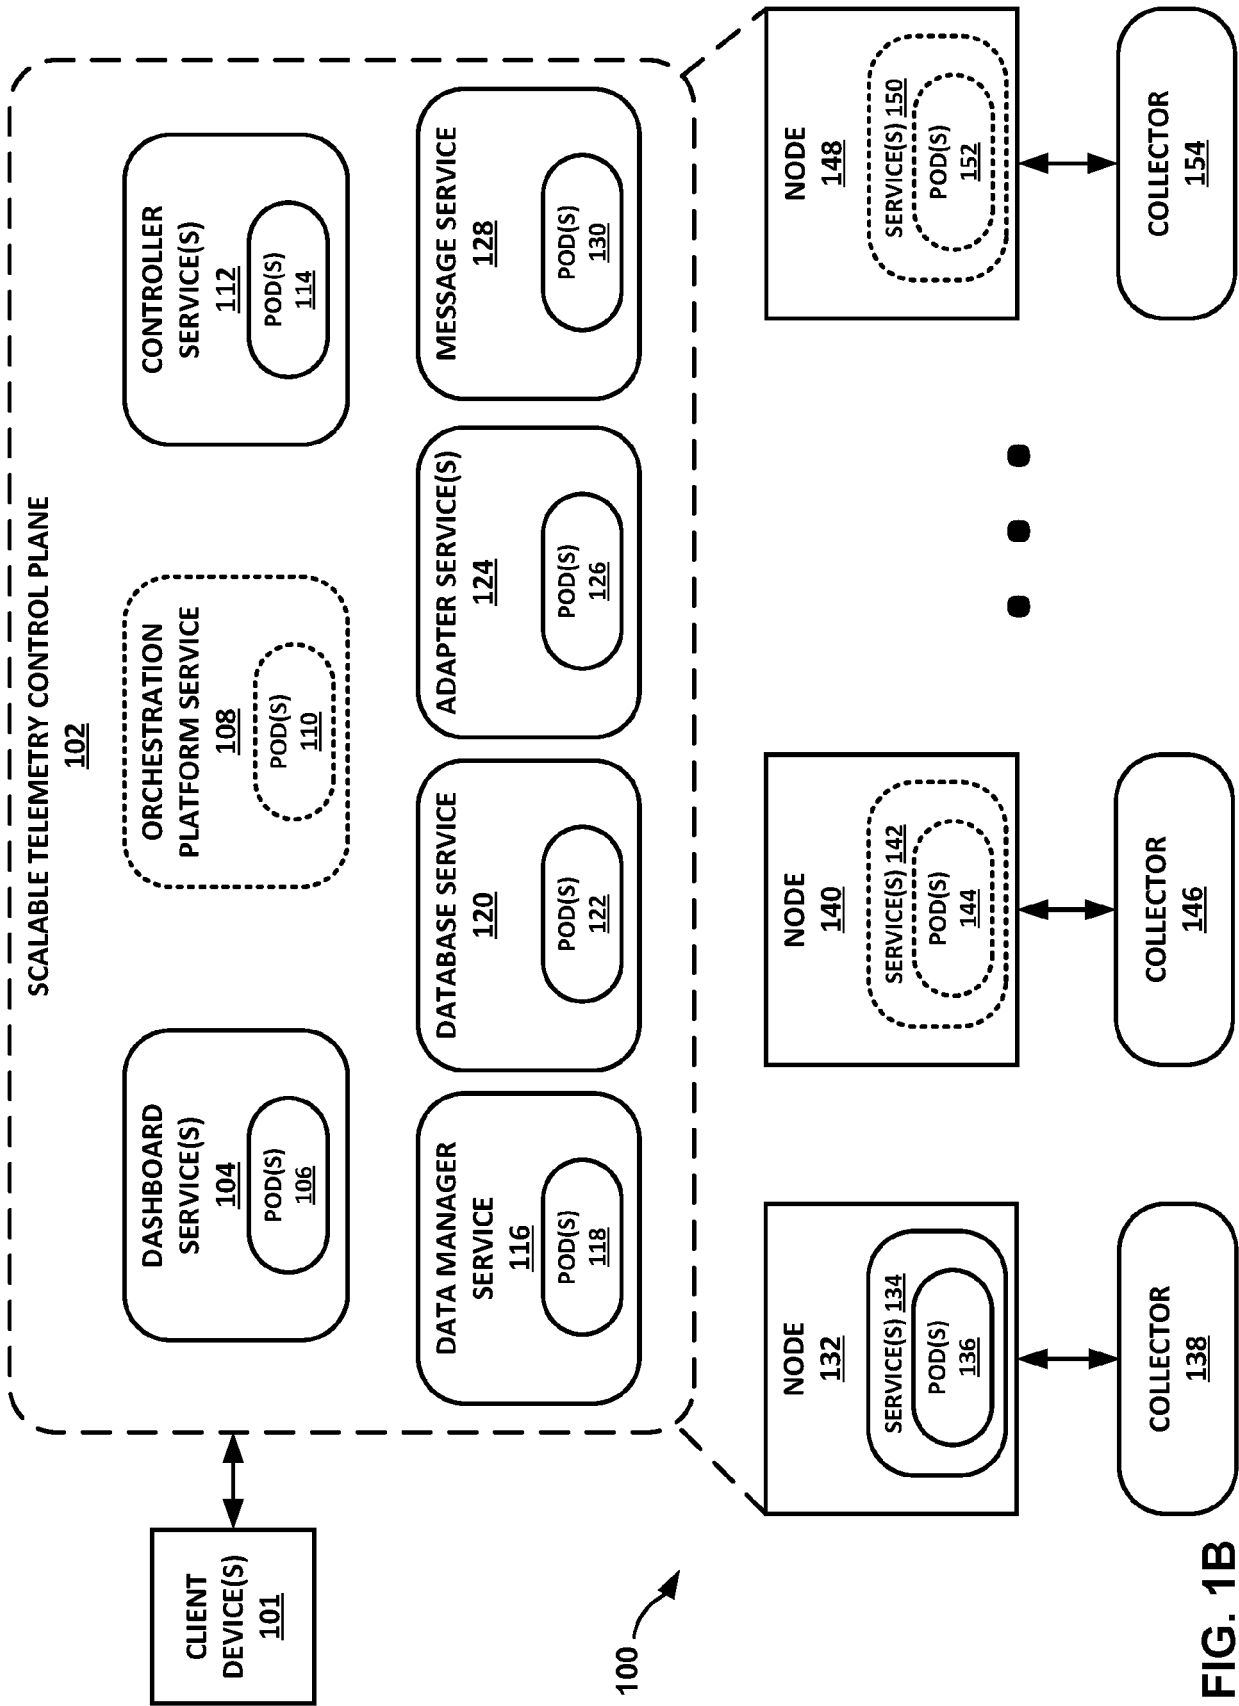 SCALABLE TELEMETRY CONTROL PLANE
102
CLIENT
DEVICE(S)
101
DASHBOARD
SERVICE(S)
104
POD(S)
106
ORCHESTRATION
PLATFORM SERVICE
108
POD(S)
110
CONTROLLER
SERVICE(S)
112
POD(S)
114
DATA MANAGER
SERVICE
116
POD(S)
118
DATABASE SERVICE
120
POD(S)
122
ADAPTER SERVICE(S)
124
POD(S)
126
MESSAGE SERVICE
128
POD(S)
130
100
NODE
132
SERVICE(S) 134
POD(S)
136
NODE
140
SERVICE(S) 142
POD(S)
144
NODE
148
SERVICE(S) 150
POD(S)
152
COLLECTOR
138
COLLECTOR
146
COLLECTOR
154
FIG. 1B